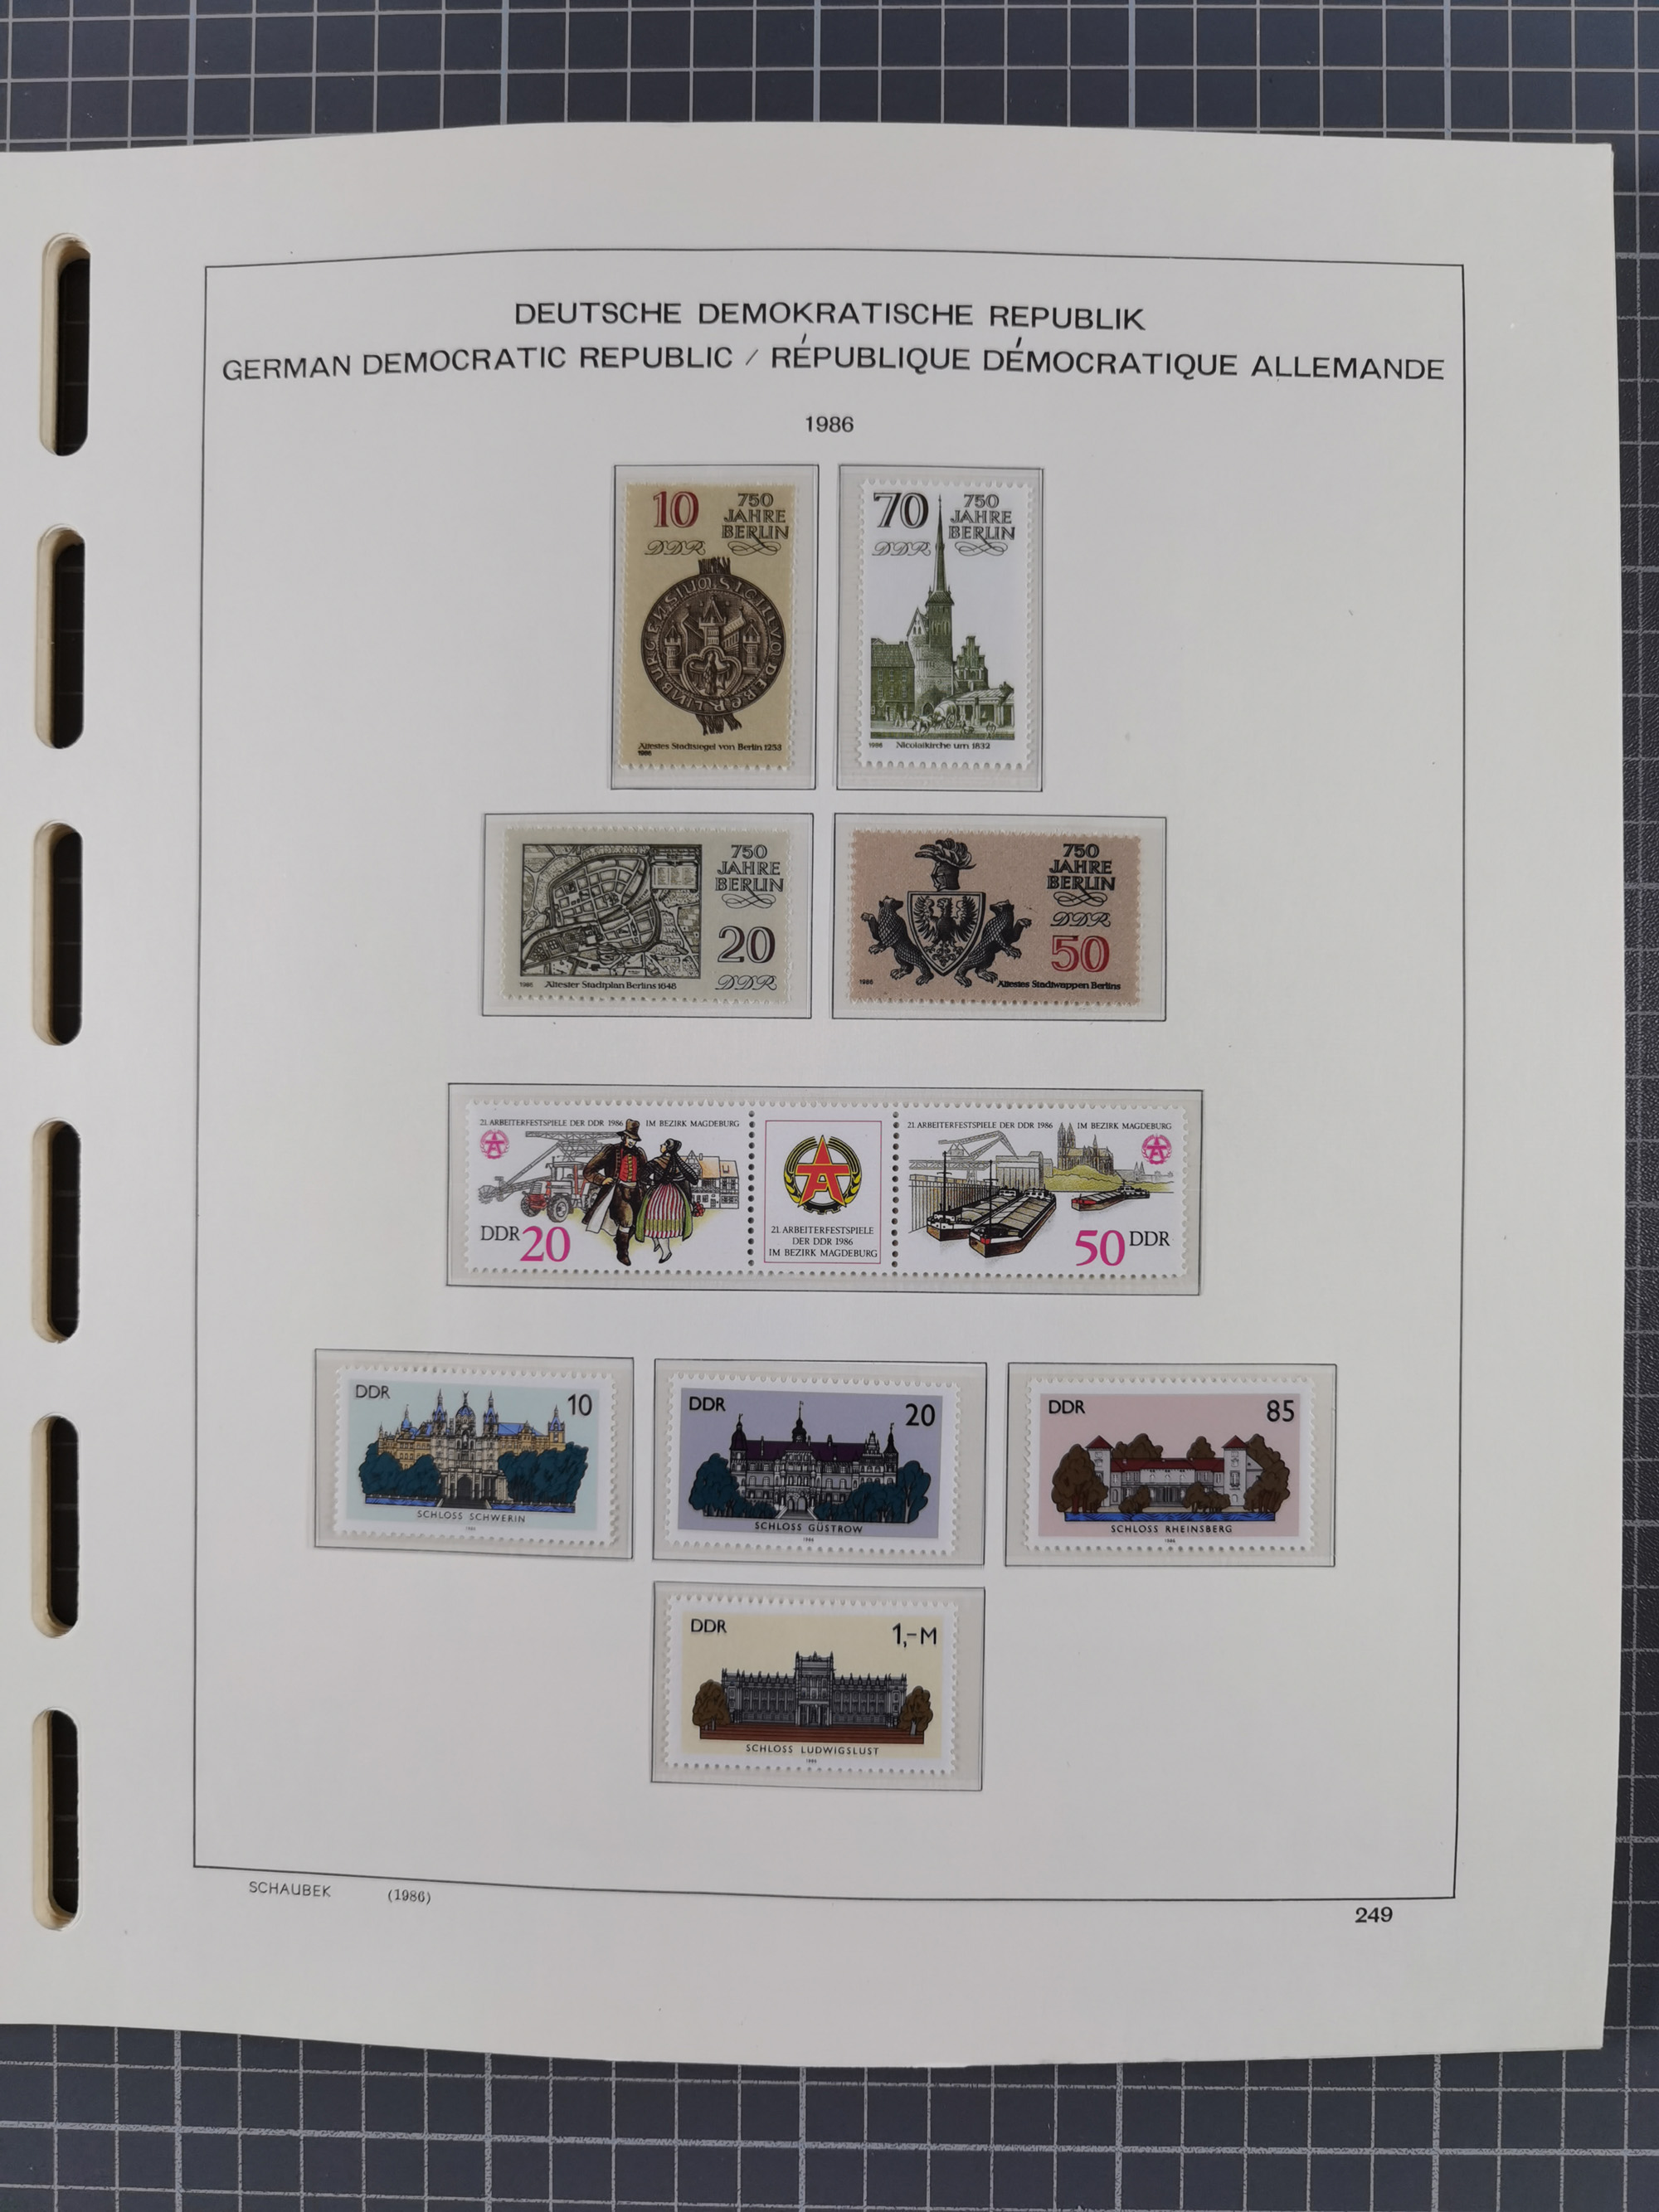 DEUTSCHE DEMOKRATISCHE REPUBLIK
GERMAN DEMOCRATIC REPUBLIC / RÉPUBLIQUE DÉMOCRATIQUE ALLEMANDE
1986
10
750
JAHRE
BERLIN
DDR
Ältestes Stadtsiegel von Berlin 1253
1986
70
750
JAHRE
BERLIN
DDR
1986 Nicolaikirche um 1832
750
JAHRE
BERLIN
20
DDR
1986 Ältester Stadtplan Berlins 1648
750
JAHRE
BERLIN
DDR
50
1986 Ältestes Stadtwappen Berlins
21. ARBEITERFESTSPIELE DER DDR 1986 IM BEZIRK MAGDEBURG
DDR 20
21. ARBEITERFESTSPIELE
DER DDR 1986
IM BEZIRK MAGDEBURG
21. ARBEITERFESTSPIELE DER DDR 1986 IM BEZIRK MAGDEBURG
50 DDR
DDR 10
SCHLOSS SCHWERIN
1986
DDR 20
SCHLOSS GÜSTROW
1986
DDR 85
SCHLOSS RHEINSBERG
1986
DDR 1,-M
SCHLOSS LUDWIGSLUST
1986
SCHAUBEK (1986)
249